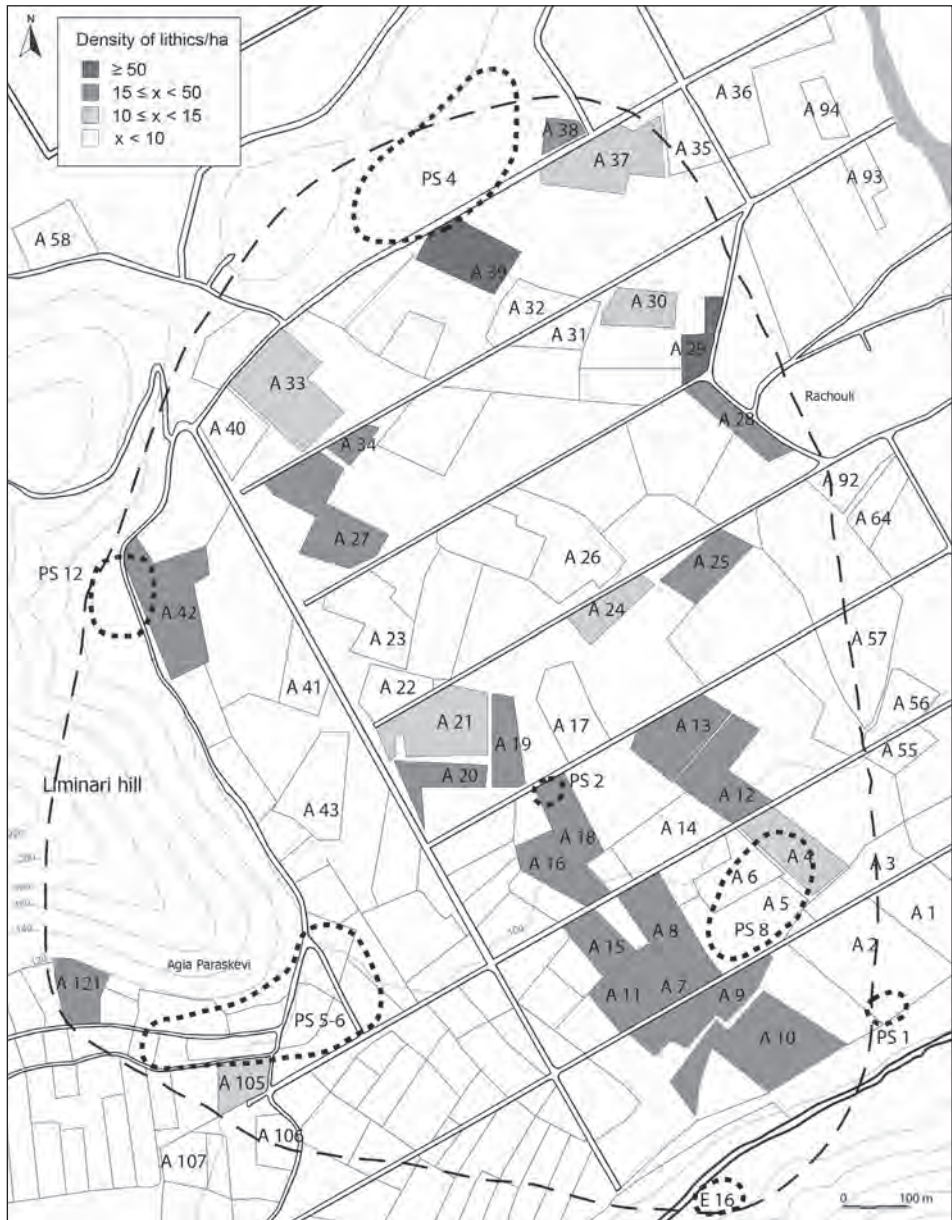 N
Density of lithics/ha
≥ 50
15 ≤ x < 50
10 ≤ x < 15
x < 10
A 36
A 94
A 38
A 37
A 35
PS 4
A 93
A 58
A 39
A 32
A 30
A 31
A 29
A 33
Rachouli
A 28
A 40
A 34
A 92
A 64
A 27
A 26
A 25
PS 12
A 42
A 24
A 23
A 57
A 41
A 22
A 21
A 19
A 17
A 13
A 56
A 55
A 20
PS 2
A 12
Liminari hill
A 43
A 18
A 14
A 16
A 4
A 3
A 6
A 5
A 1
140
120
100
A 15
A 8
PS 8
A 2
Agia Paraskevi
A 121
A 11
A 7
A 9
PS 5-6
A 10
PS 1
A 105
A 106
A 107
E 16
0 100 m